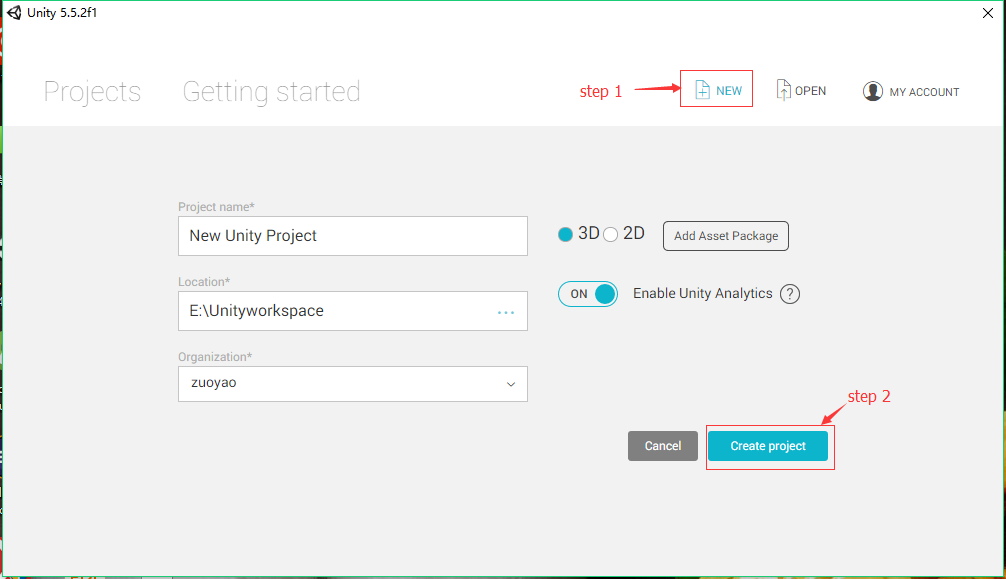 Unity 5.5.2f1
Projects Getting started step 1 NEW OPEN MY ACCOUNT
Project name*
New Unity Project 3D 2D Add Asset Package
Location*
E:\Unityworkspace ... ON Enable Unity Analytics ?
Organization*
zuoyao
step 2
Cancel Create project